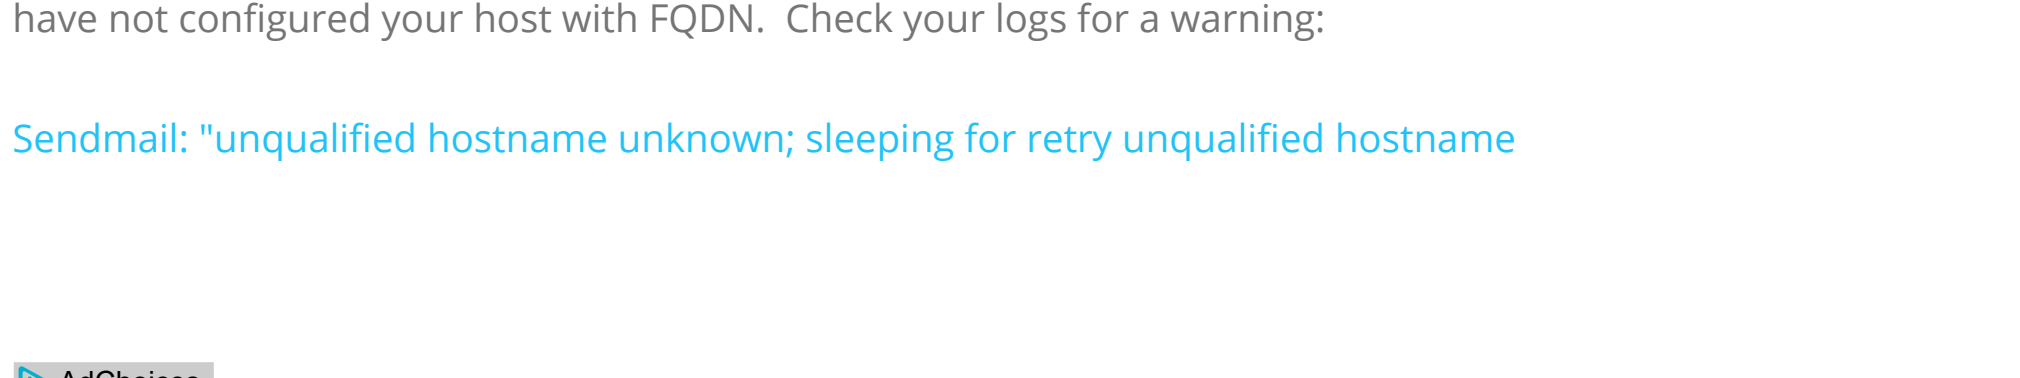 have not configured your host with FQDN.  Check your logs for a warning:
Sendmail: "unqualified hostname unknown; sleeping for retry unqualified hostname
AdChoices